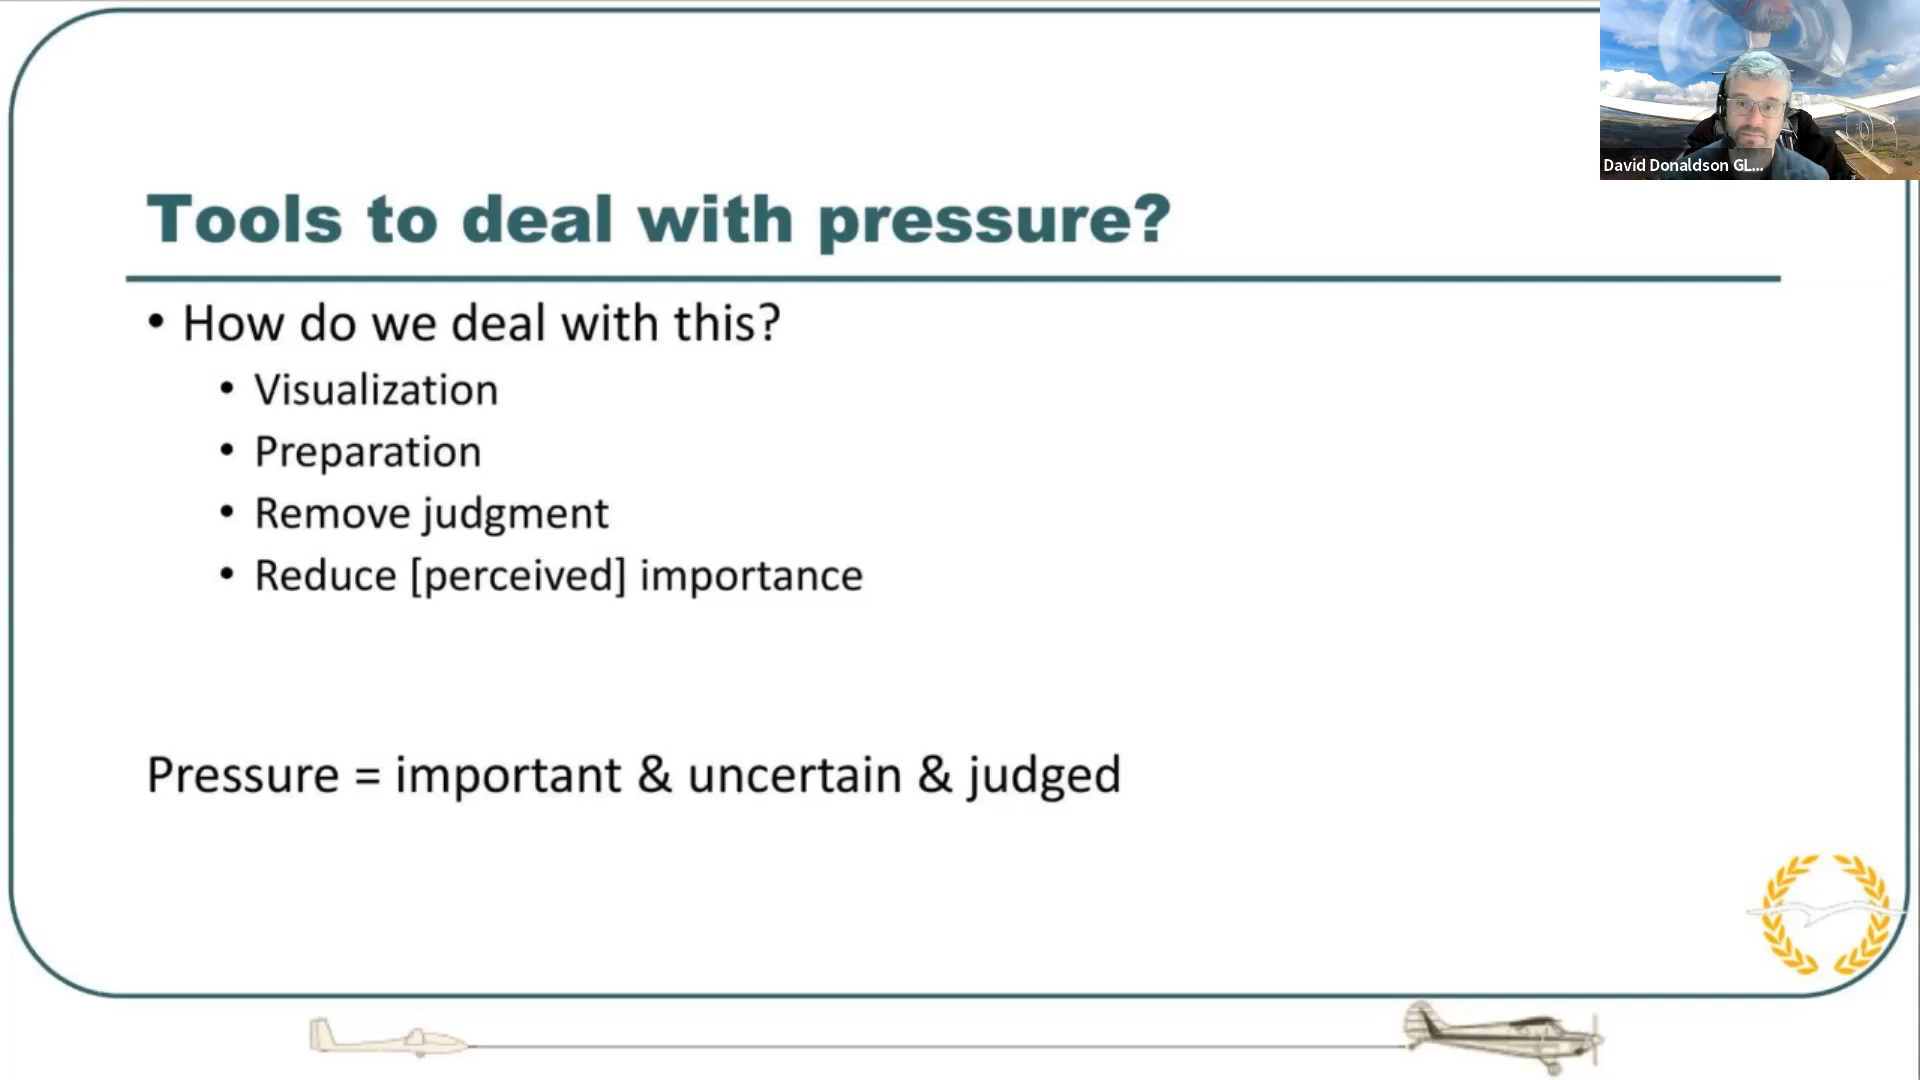 David Donaldson GL...
Tools to deal with pressure?
• How do we deal with this?
• Visualization
• Preparation
• Remove judgment
• Reduce [perceived] importance
Pressure = important & uncertain & judged